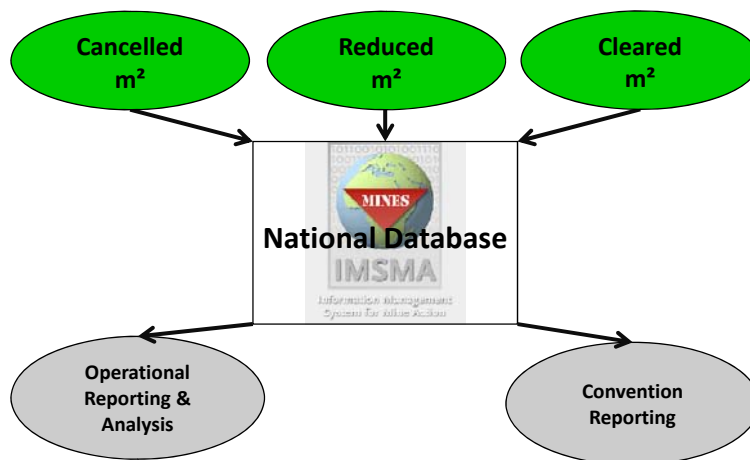 Cancelled
m²
Reduced
m²
Cleared
m²
MINES
National Database
IMSMA
Information Management
System for Mine Action
Operational
Reporting &
Analysis
Convention
Reporting